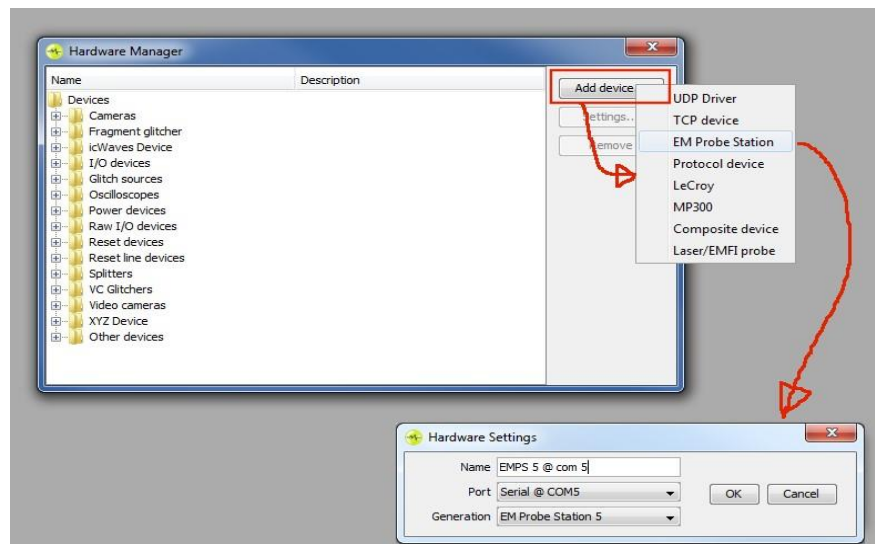 Hardware Manager
Name Description
Devices
Cameras
Fragment glitcher
icWaves Device
I/O devices
Glitch sources
Oscilloscopes
Power devices
Raw I/O devices
Reset devices
Reset line devices
Splitters
VC Glitchers
Video cameras
XYZ Device
Other devices
Add device
Settings..
Remove
UDP Driver
TCP device
EM Probe Station
Protocol device
LeCroy
MP300
Composite device
Laser/EMFI probe
Hardware Settings
Name EMPS 5 @ com 5
Port Serial @ COM5
OK Cancel
Generation EM Probe Station 5